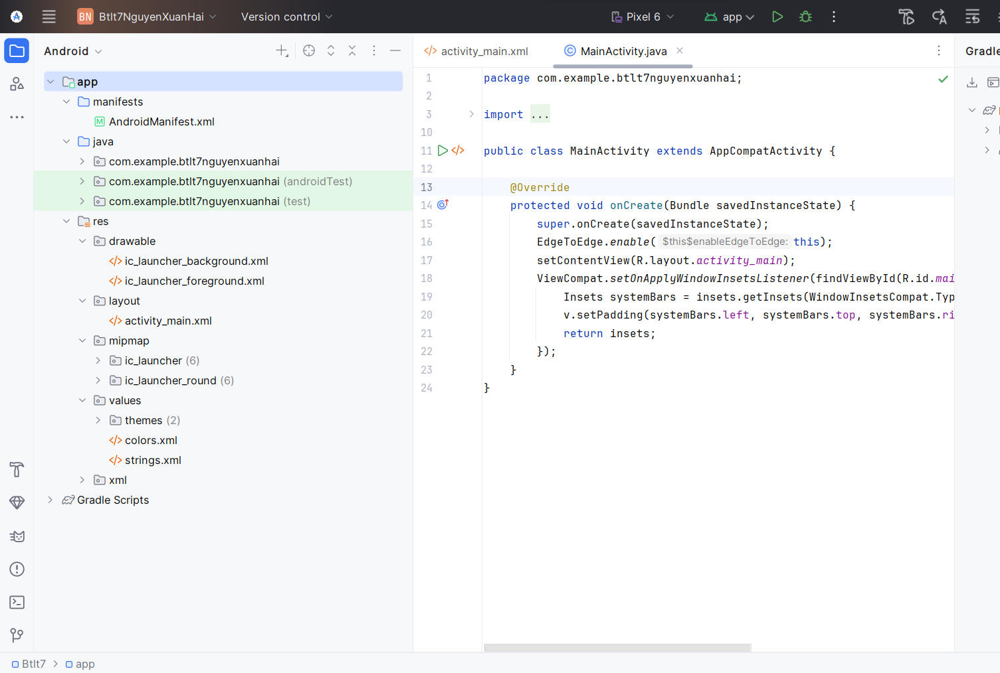 BN Btlt7NguyenXuanHai Version control Pixel 6 app
Android
app
manifests
AndroidManifest.xml
java
com.example.btlt7nguyenxuanhai
com.example.btlt7nguyenxuanhai (androidTest)
com.example.btlt7nguyenxuanhai (test)
res
drawable
ic_launcher_background.xml
ic_launcher_foreground.xml
layout
activity_main.xml
mipmap
ic_launcher (6)
ic_launcher_round (6)
values
themes (2)
colors.xml
strings.xml
xml
Gradle Scripts
activity_main.xml MainActivity.java
1 package com.example.btlt7nguyenxuanhai;
2
3 import ...
10
11 public class MainActivity extends AppCompatActivity {
12
13 @Override
14 protected void onCreate(Bundle savedInstanceState) {
15 super.onCreate(savedInstanceState);
16 EdgeToEdge.enable( $this$enableEdgeToEdge: this);
17 setContentView(R.layout.activity_main);
18 ViewCompat.setOnApplyWindowInsetsListener(findViewById(R.id.mai
19 Insets systemBars = insets.getInsets(WindowInsetsCompat.Typ
20 v.setPadding(systemBars.left, systemBars.top, systemBars.ri
21 return insets;
22 });
23 }
24 }
Gradle
Btlt7 > app